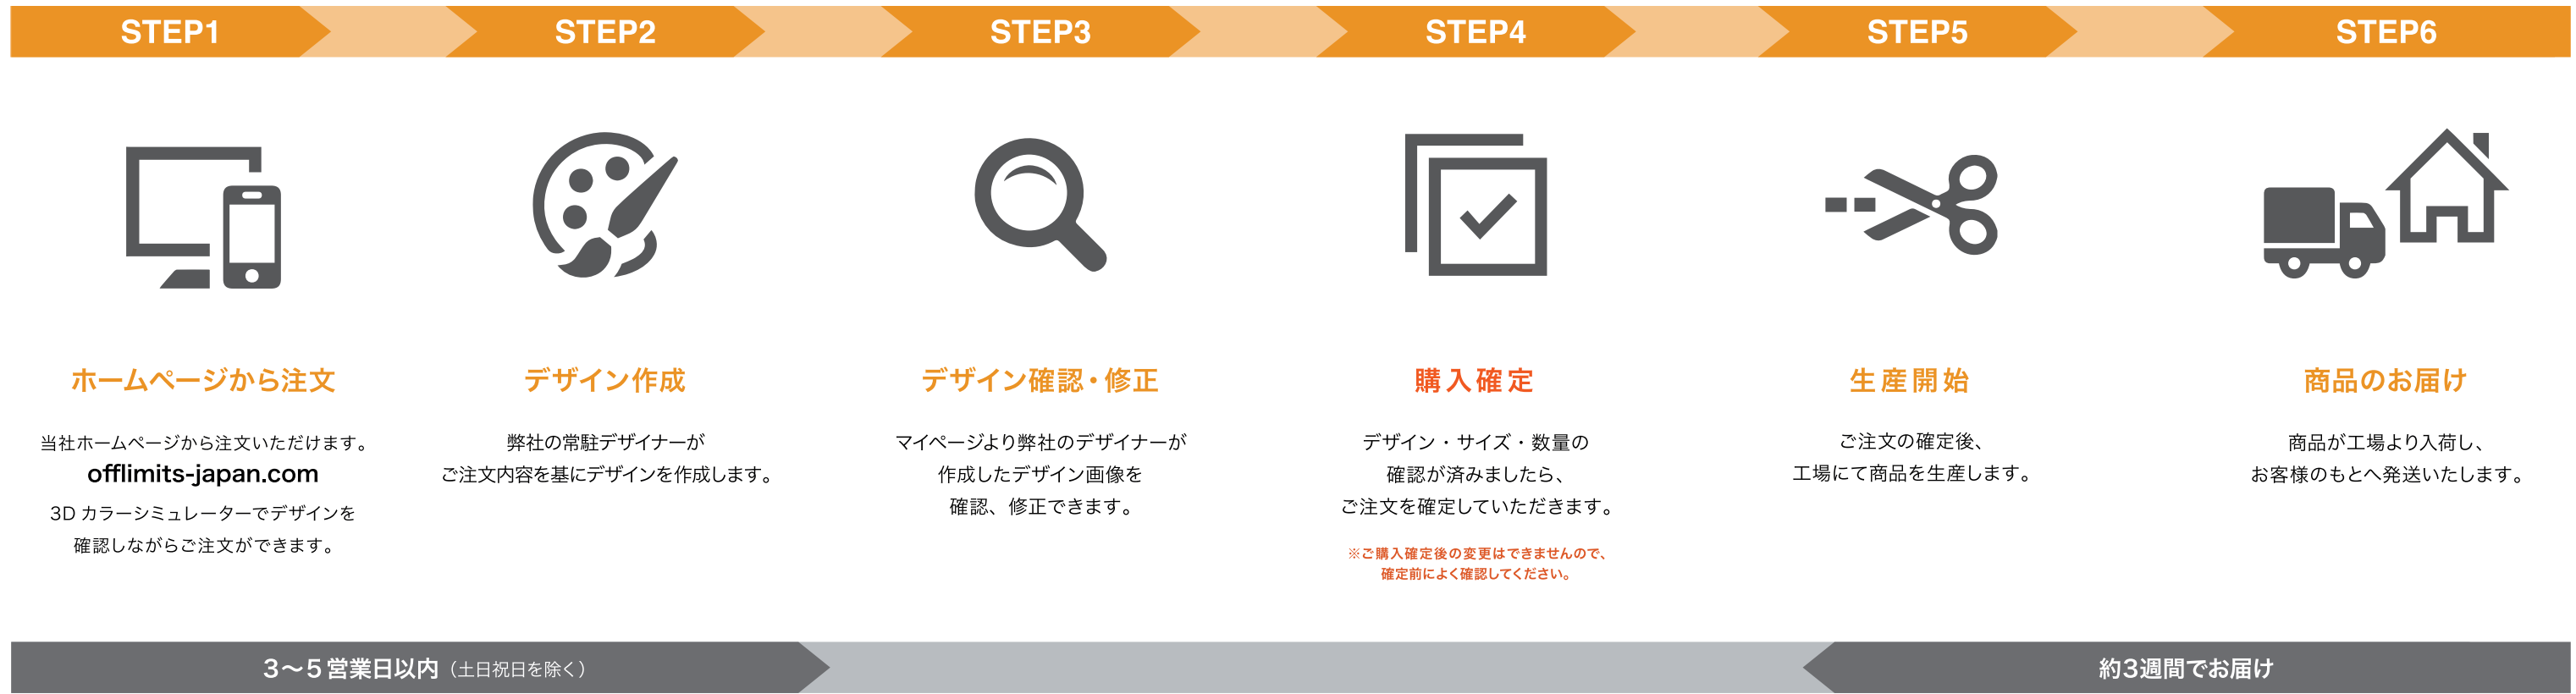 STEP1
STEP2
STEP3
STEP4
STEP5
STEP6
ホームページから注文
当社ホームページから注文いただけます。
offlimits-japan.com
3D カラーシミュレーターでデザインを
確認しながらご注文ができます。
デザイン作成
弊社の常駐デザイナーが
ご注文内容を基にデザインを作成します。
デザイン確認・修正
マイページより弊社のデザイナーが
作成したデザイン画像を
確認、修正できます。
購入確定
デザイン・サイズ・数量の
確認が済みましたら、
ご注文を確定していただきます。
※ご購入確定後の変更はできませんので、
確定前によく確認してください。
生産開始
ご注文の確定後、
工場にて商品を生産します。
商品のお届け
商品が工場より入荷し、
お客様のもとへ発送いたします。
3〜5営業日以内（土日祝日を除く）
約3週間でお届け